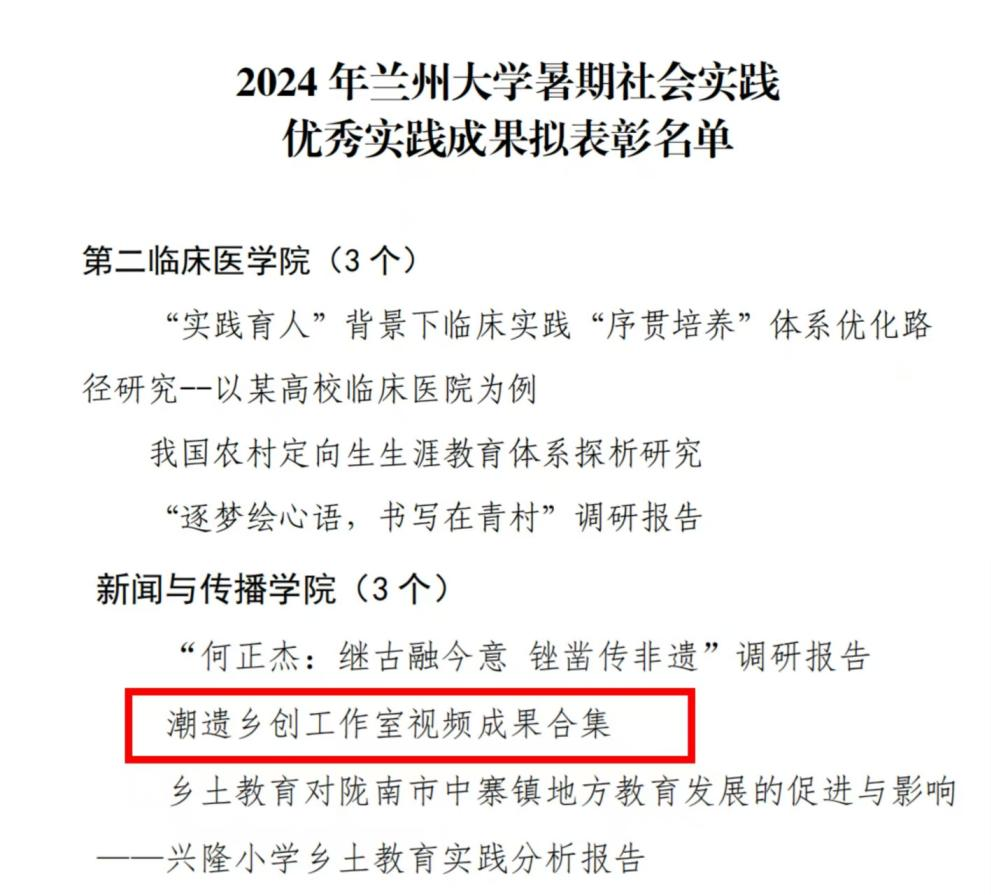 2024 年兰州大学暑期社会实践
优秀实践成果拟表彰名单
第二临床医学院（3 个）
“实践育人”背景下临床实践“序贯培养”体系优化路
径研究--以某高校临床医院为例
我国农村定向生生涯教育体系探析研究
“逐梦绘心语，书写在青村”调研报告
新闻与传播学院（3 个）
“何正杰：继古融今意 锉凿传非遗”调研报告
潮遗乡创工作室视频成果合集
乡土教育对陇南市中寨镇地方教育发展的促进与影响
——兴隆小学乡土教育实践分析报告